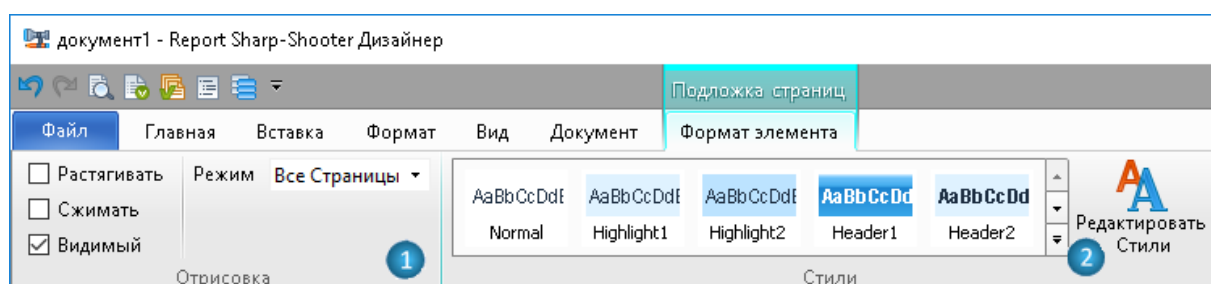 документ1 - Report Sharp-Shooter Дизайнер
Подложка страниц
Файл Главная Вставка Формат Вид Документ Формат элемента
Растягивать Режим Все Страницы
Сжимать
Видимый
AaBbCcDdE AaBbCcDdE AaBbCcDdE AaBbCcDd AaBbCcDd
Normal Highlight1 Highlight2 Header1 Header2
Редактировать
Стили
1
2
Отрисовка Стили